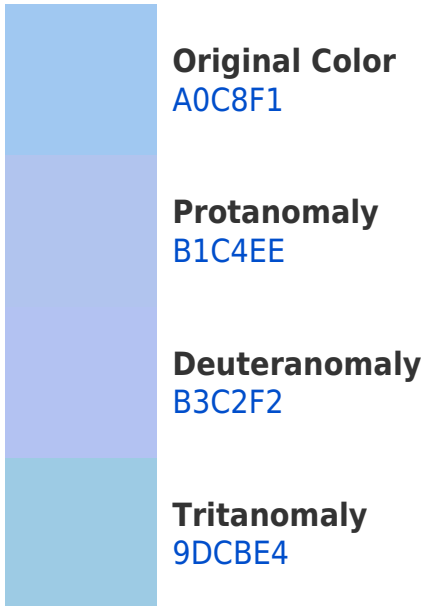 Original Color
A0C8F1
Protanomaly
B1C4EE
Deuteranomaly
B3C2F2
Tritanomaly
9DCBE4